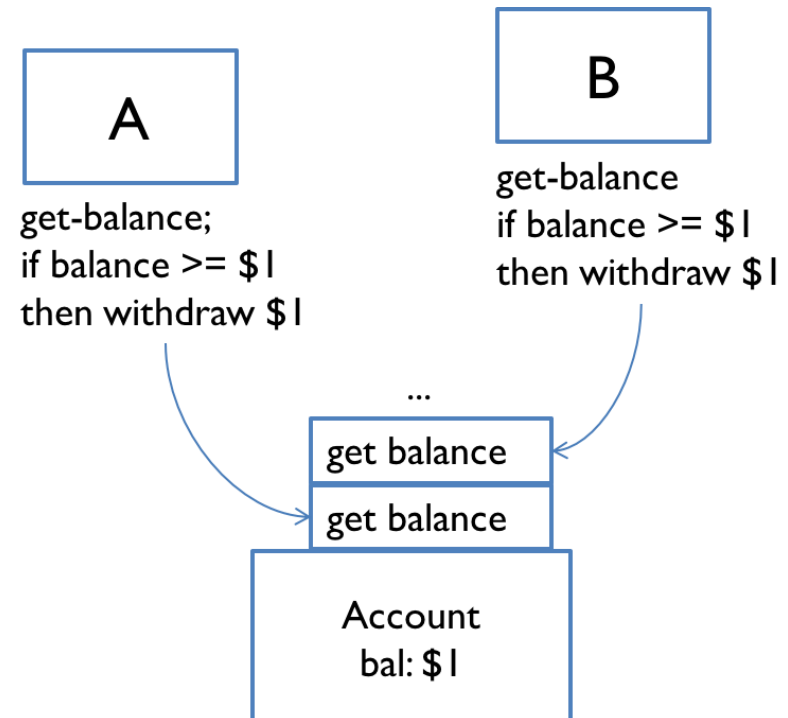 A
get-balance;
if balance >= $1
then withdraw $1
B
get-balance
if balance >= $1
then withdraw $1
...
get balance
get balance
Account
bal: $1